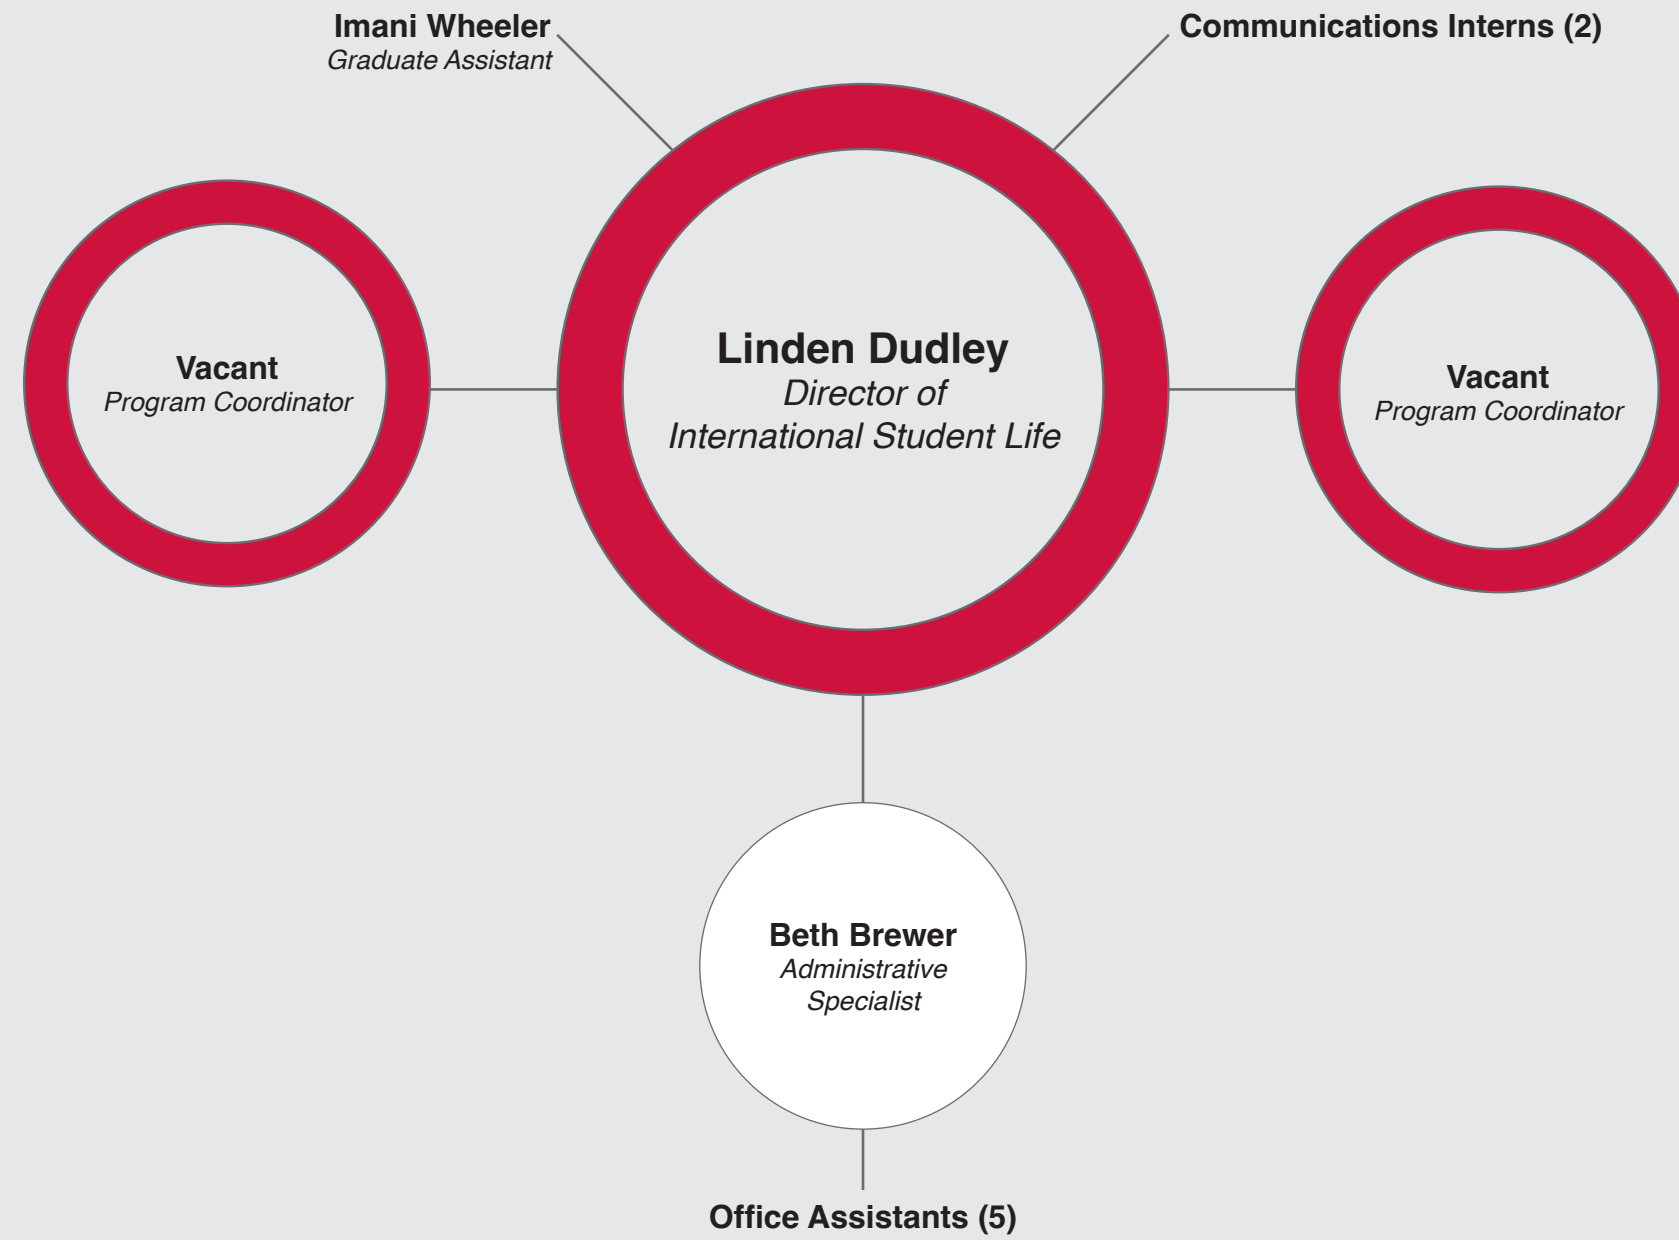 Imani Wheeler
Graduate Assistant
Communications Interns (2)
Vacant
Program Coordinator
Linden Dudley
Director of
International Student Life
Vacant
Program Coordinator
Beth Brewer
Administrative
Specialist
Office Assistants (5)